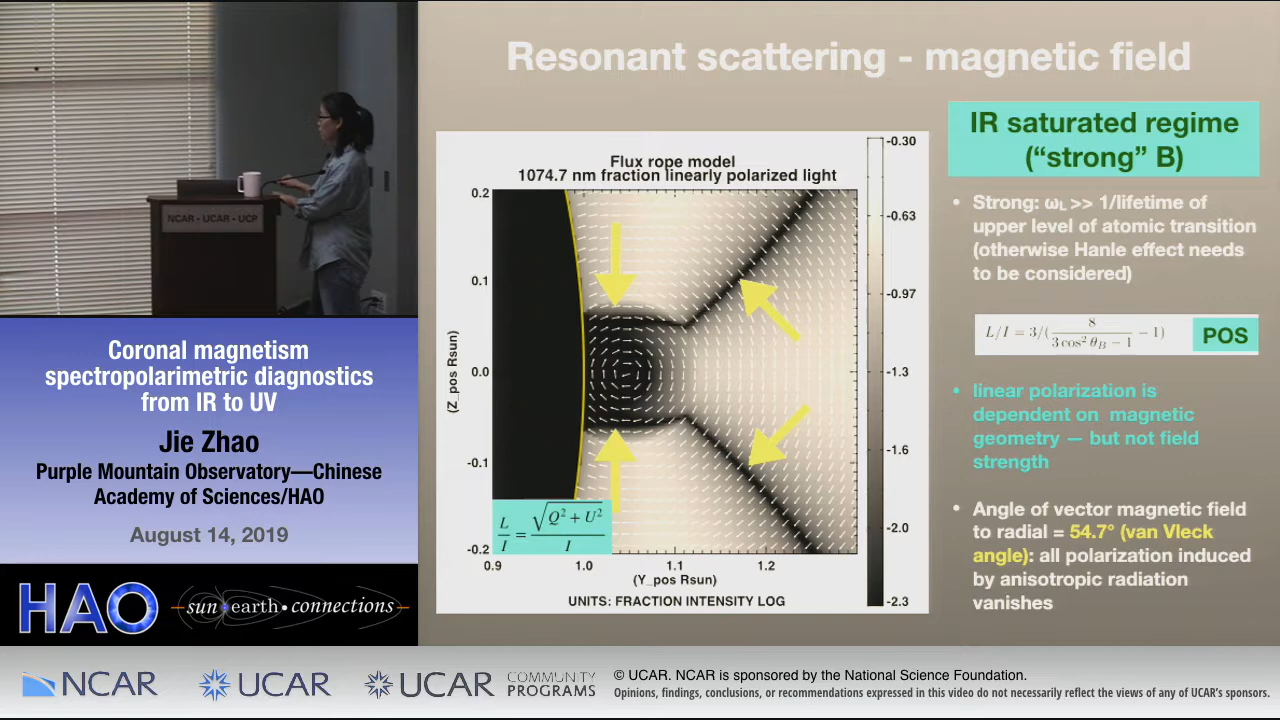 Resonant scattering - magnetic field
NCAR - UCAR - UCP
Coronal magnetism
spectropolarimetric diagnostics
from IR to UV
Jie Zhao
Purple Mountain Observatory—Chinese
Academy of Sciences/HAO
August 14, 2019
HAO
sun earth • connections
Flux rope model
1074.7 nm fraction linearly polarized light
(Z_pos Rsun)
0.2
0.1
0.0
-0.1
-0.2
0.9
1.0
1.1
1.2
(Y_pos Rsun)
UNITS: FRACTION INTENSITY LOG
-0.30
-0.63
-0.97
-1.3
-1.6
-2.0
-2.3
L/I = √(Q² + U²)/I
IR saturated regime
(“strong” B)
• Strong: ωL >> 1/lifetime of
upper level of atomic transition
(otherwise Hanle effect needs
to be considered)
L/I = 3/(8/(3 cos² θB − 1) − 1)
POS
• linear polarization is
dependent on magnetic
geometry — but not field
strength
• Angle of vector magnetic field
to radial = 54.7° (van Vleck
angle): all polarization induced
by anisotropic radiation
vanishes
NCAR
UCAR
UCAR
COMMUNITY
PROGRAMS
© UCAR. NCAR is sponsored by the National Science Foundation.
Opinions, findings, conclusions, or recommendations expressed in this video do not necessarily reflect the views of any of UCAR's sponsors.